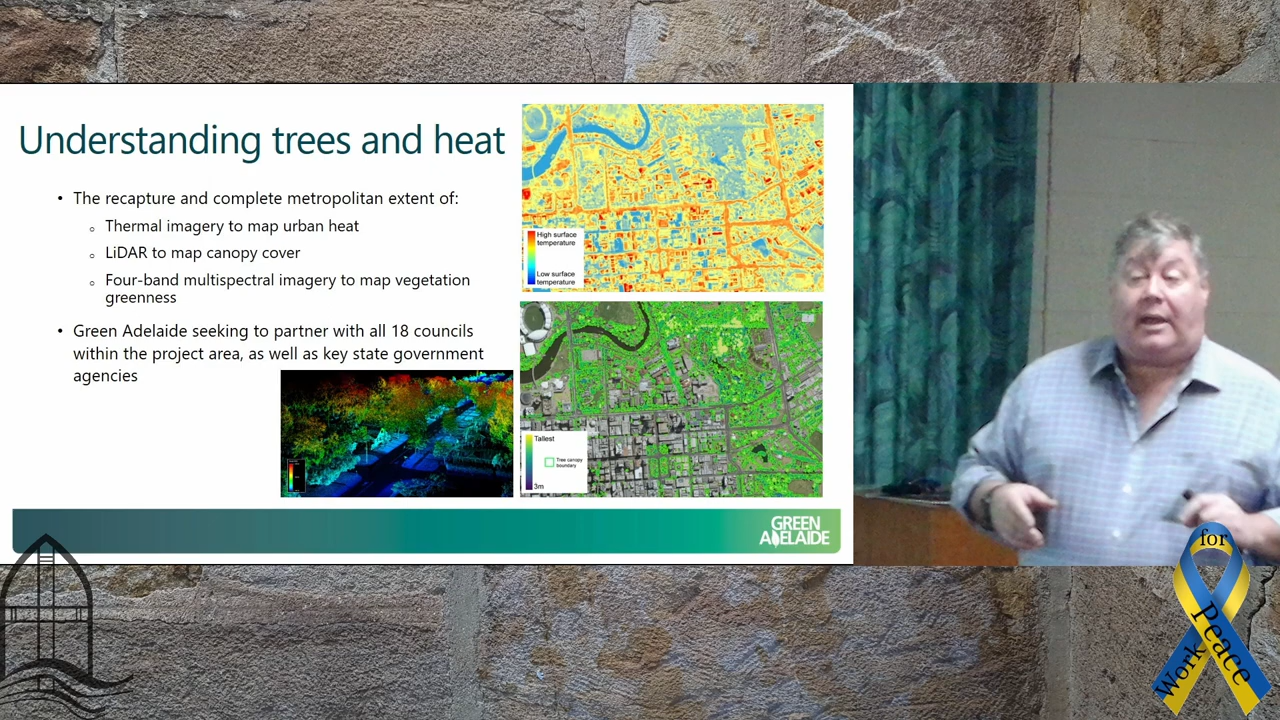 Understanding trees and heat
• The recapture and complete metropolitan extent of:
o Thermal imagery to map urban heat
o LiDAR to map canopy cover
o Four-band multispectral imagery to map vegetation
greenness
• Green Adelaide seeking to partner with all 18 councils
within the project area, as well as key state government
agencies
High surface
temperature
Low surface
temperature
Tallest
Tree canopy
boundary
3m
GREEN
ADELAIDE
for
Peace
Work